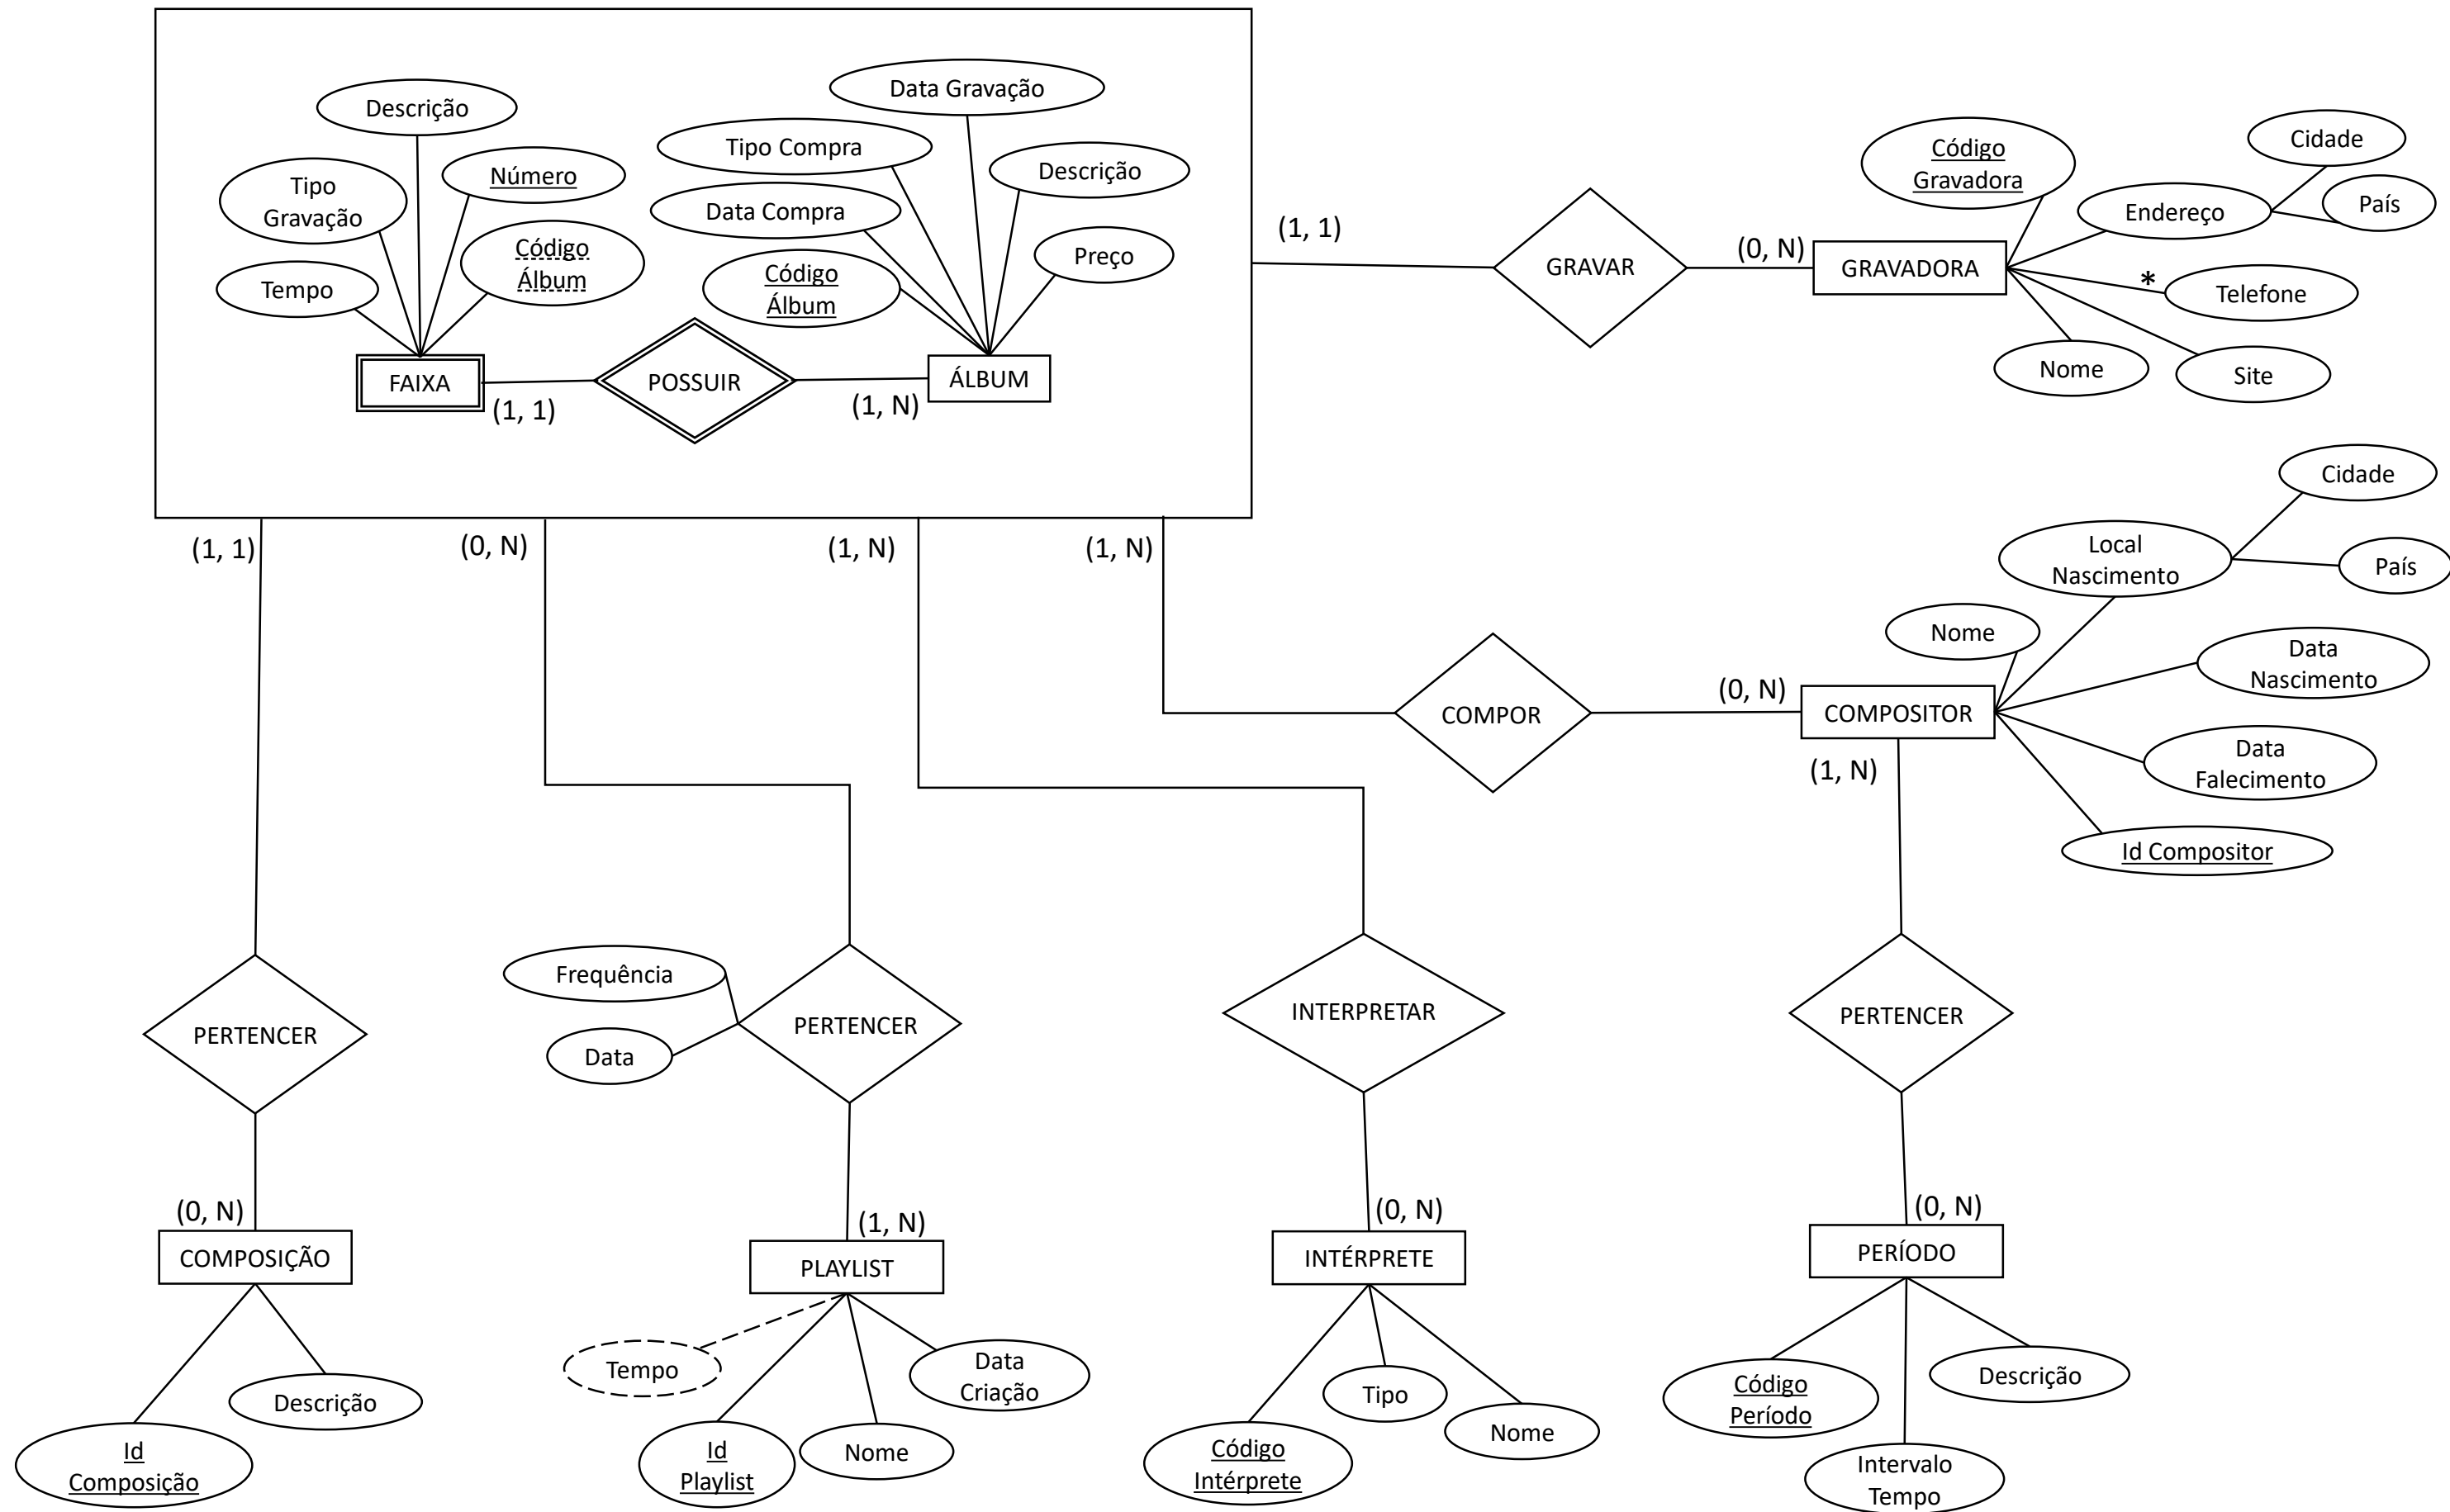 Descrição
Tipo
Gravação
Número
Código
Álbum
Tempo
FAIXA
(1, 1)
POSSUIR
(1, N)
ÁLBUM
Data Gravação
Tipo Compra
Data Compra
Código
Álbum
Descrição
Preço
(1, 1)
GRAVAR
(0, N)
GRAVADORA
Código
Gravadora
Endereço
Cidade
País
*
Telefone
Site
Nome
(1, 1)
(0, N)
(1, N)
(1, N)
COMPOR
(0, N)
COMPOSITOR
Nome
Local
Nascimento
Cidade
País
Data
Nascimento
Data
Falecimento
Id Compositor
(1, N)
PERTENCER
Frequência
Data
PERTENCER
INTERPRETAR
PERTENCER
(0, N)
COMPOSIÇÃO
Id
Composição
Descrição
(1, N)
PLAYLIST
Tempo
Id
Playlist
Nome
Data
Criação
(0, N)
INTÉRPRETE
Código
Intérprete
Tipo
Nome
(0, N)
PERÍODO
Código
Período
Intervalo
Tempo
Descrição